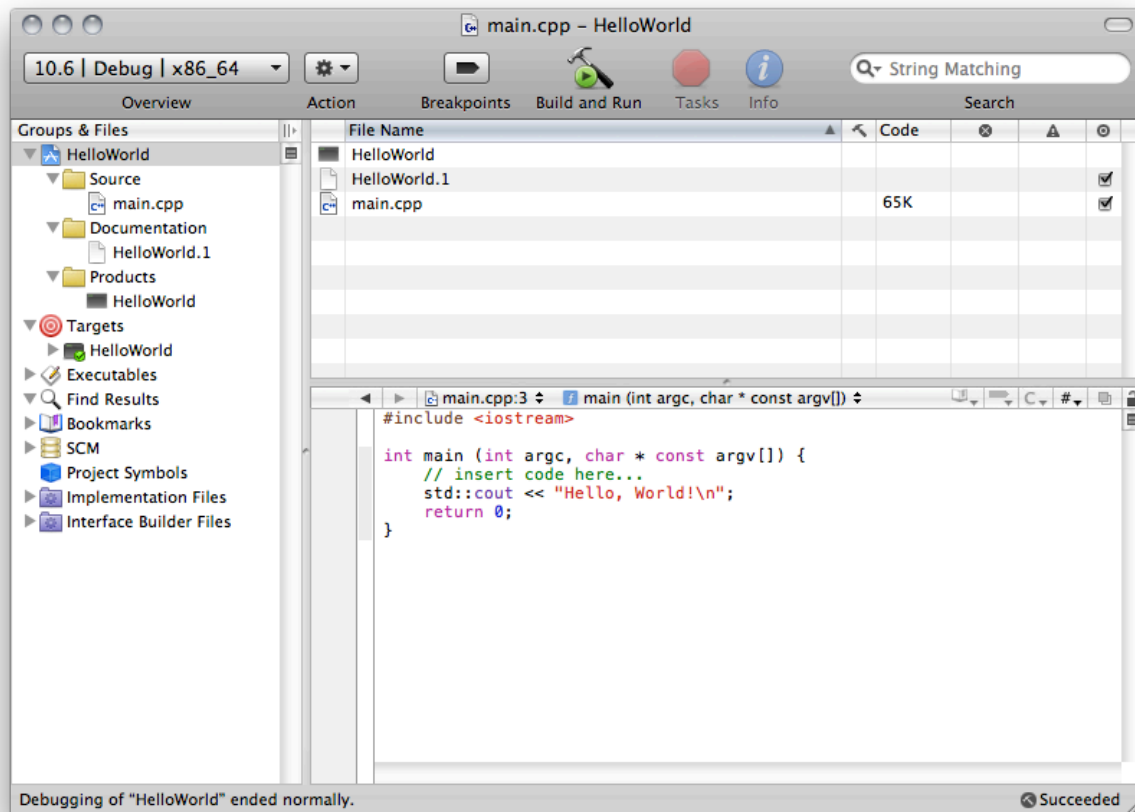 main.cpp – HelloWorld
10.6 | Debug | x86_64
String Matching
Overview
Action
Breakpoints
Build and Run
Tasks
Info
Search
Groups & Files
HelloWorld
Source
main.cpp
Documentation
HelloWorld.1
Products
HelloWorld
Targets
HelloWorld
Executables
Find Results
Bookmarks
SCM
Project Symbols
Implementation Files
Interface Builder Files
File Name Code
HelloWorld
HelloWorld.1
main.cpp 65K
main.cpp:3 main (int argc, char * const argv[]) C #
#include <iostream>
int main (int argc, char * const argv[]) {
// insert code here...
std::cout << "Hello, World!\n";
return 0;
}
Debugging of “HelloWorld” ended normally.
Succeeded